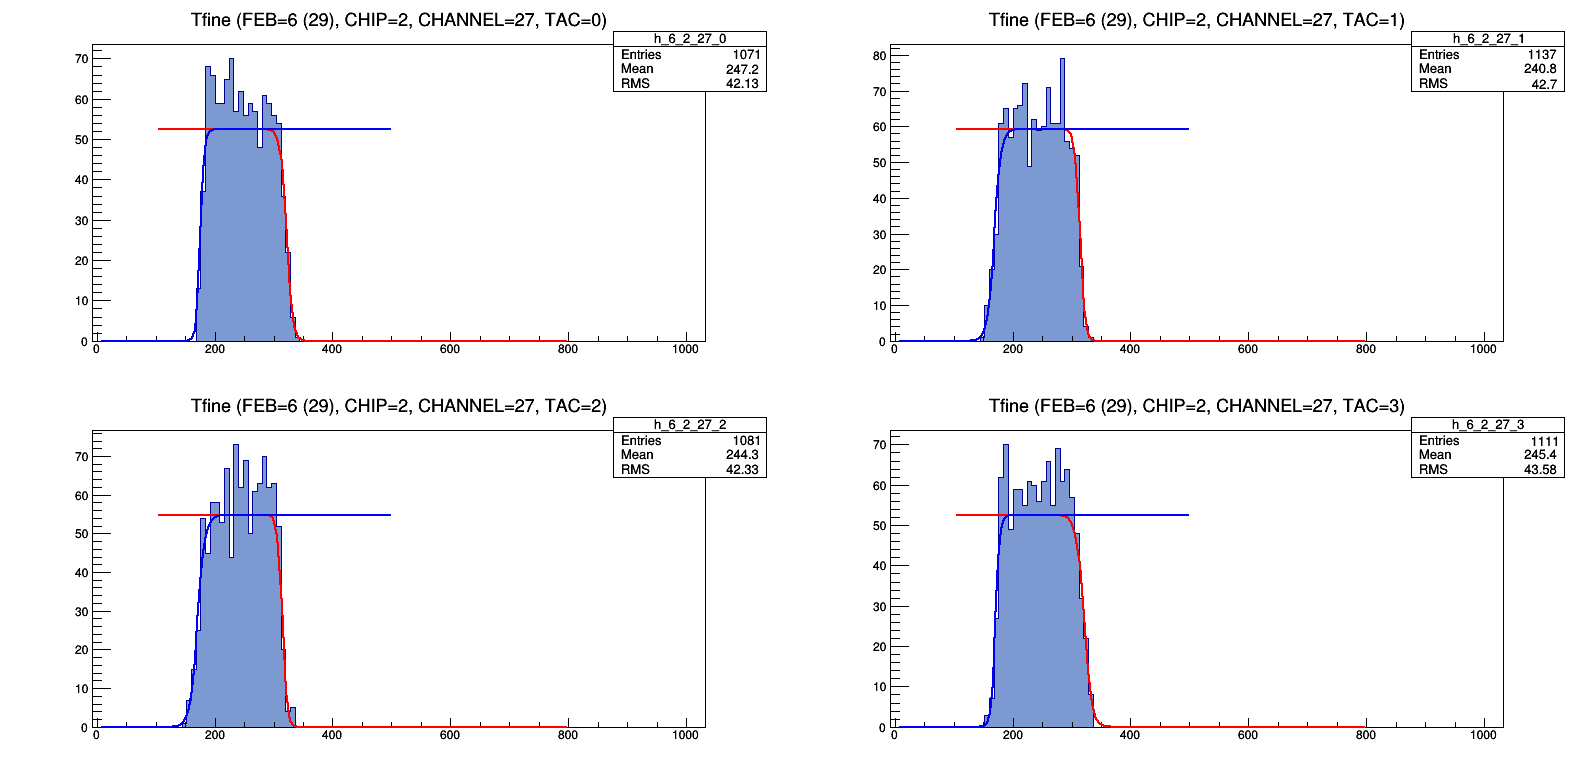 Tfine (FEB=6 (29), CHIP=2, CHANNEL=27, TAC=0)
h_6_2_27_0
Entries 1071
Mean 247.2
RMS 42.13
70
60
50
40
30
20
10
0
0 200 400 600 800 1000
Tfine (FEB=6 (29), CHIP=2, CHANNEL=27, TAC=1)
h_6_2_27_1
Entries 1137
Mean 240.8
RMS 42.7
80
70
60
50
40
30
20
10
0
0 200 400 600 800 1000
Tfine (FEB=6 (29), CHIP=2, CHANNEL=27, TAC=2)
h_6_2_27_2
Entries 1081
Mean 244.3
RMS 42.33
70
60
50
40
30
20
10
0
0 200 400 600 800 1000
Tfine (FEB=6 (29), CHIP=2, CHANNEL=27, TAC=3)
h_6_2_27_3
Entries 1111
Mean 245.4
RMS 43.58
70
60
50
40
30
20
10
0
0 200 400 600 800 1000